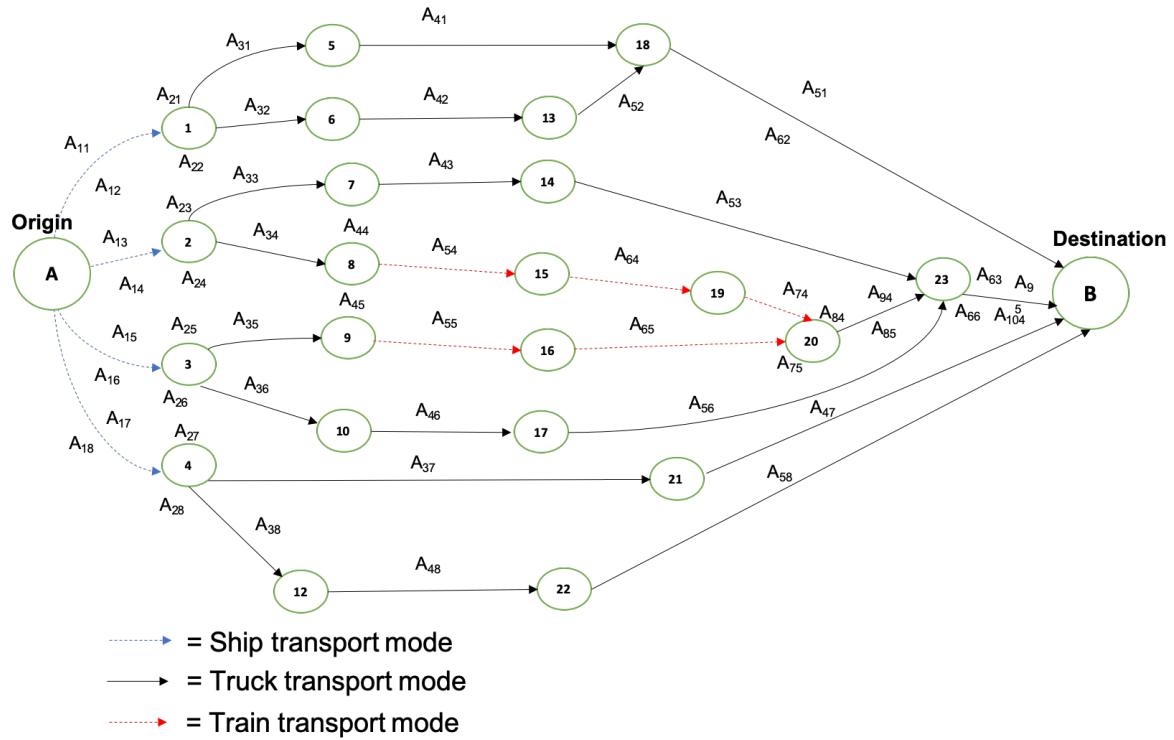 A41
A31
5
18
A51
A21
A32
A42
A52
1
6
13
A11
A22
A62
A12
A33
A43
7
14
A53
Origin
A23
A13
A34
A44
A54
A64
Destination
2
8
15
A
A14
A24
19
A74
A94
23
A63
A9
5
B
A45
A84
A66
A104
A15
A25
A35
A55
A65
A85
3
9
16
20
A75
A16
A26
A36
A46
A56
A47
A17
A27
10
17
A18
4
A37
21
A58
A28
A38
A48
12
22
= Ship transport mode
= Truck transport mode
= Train transport mode